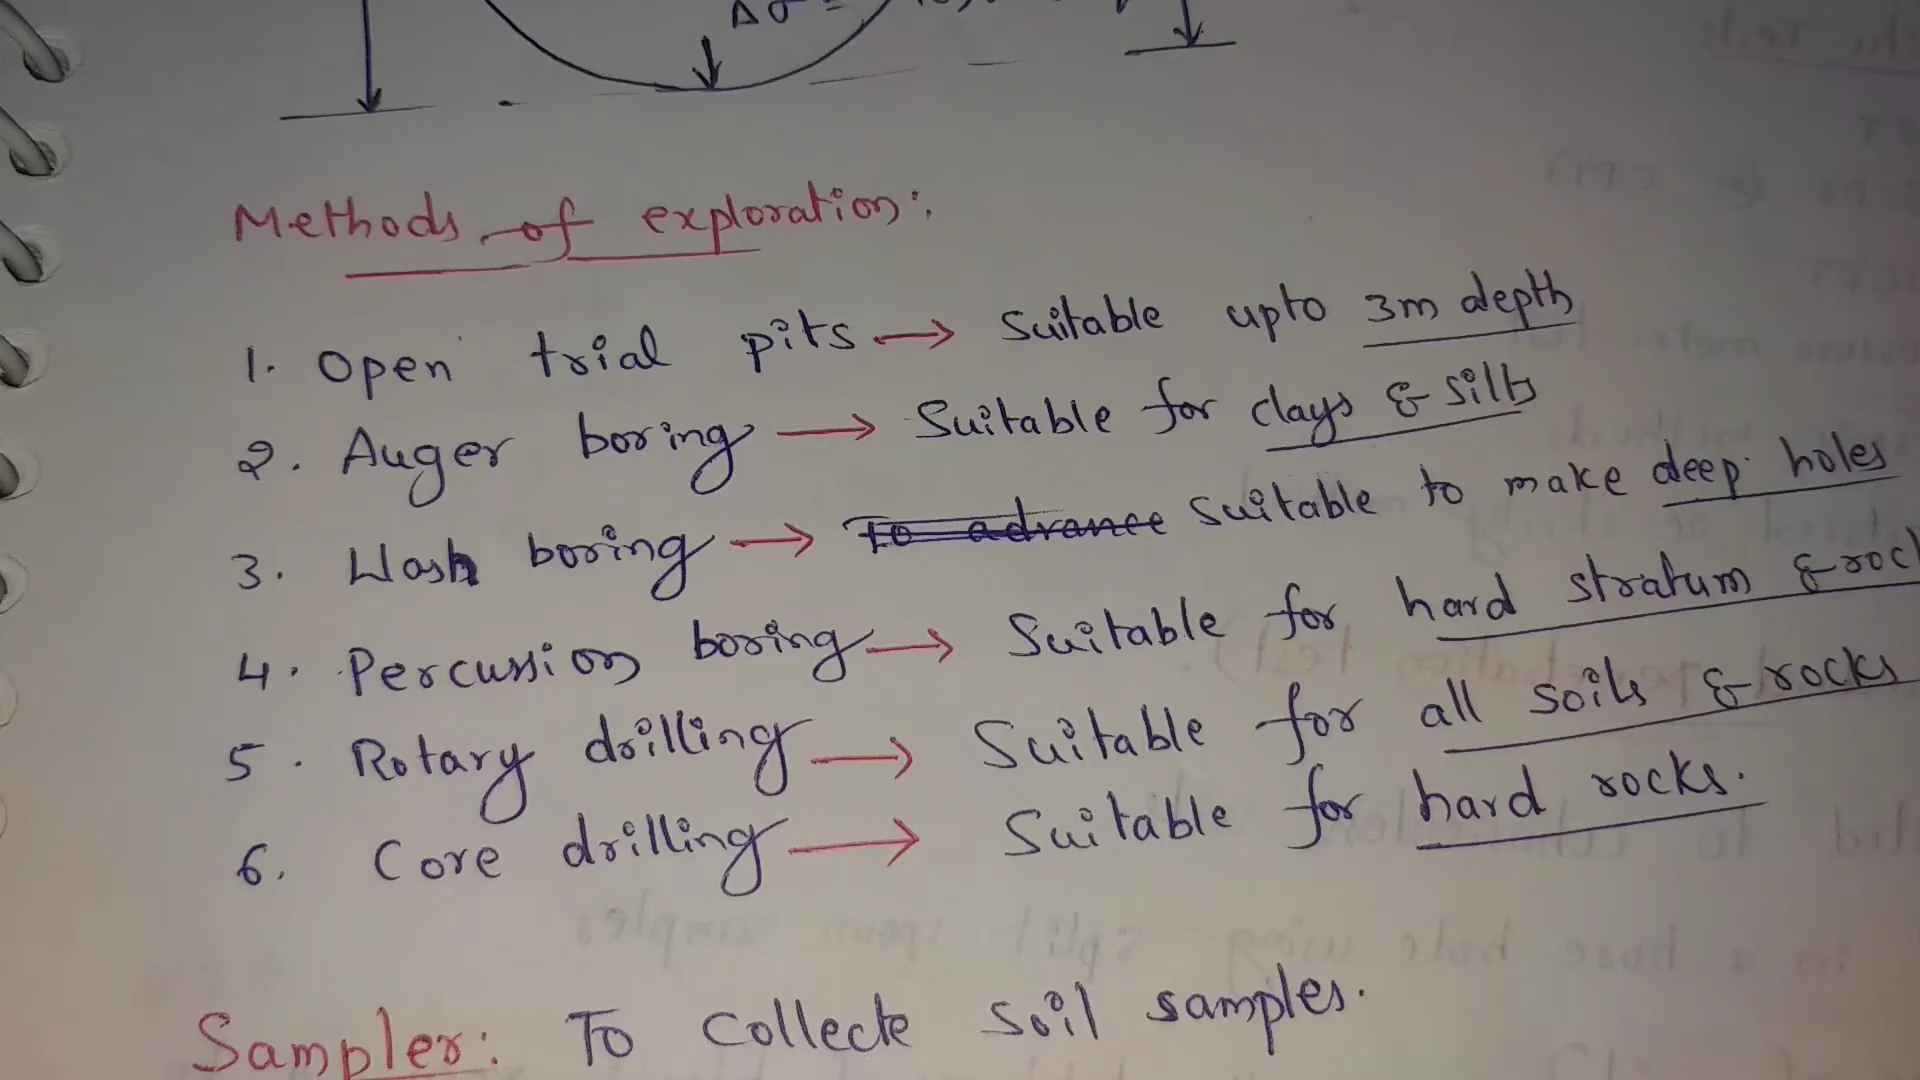 Δσ =
Methods of exploration:
1. Open trial pits → Suitable upto 3m depth
2. Auger boring → Suitable for clays & silts
3. Wash boring → To advance Suitable to make deep holes
4. Percussion boring → Suitable for hard stratum &
5. Rotary drilling → Suitable for all soils & rocks
6. Core drilling → Suitable for hard rocks.
Sampler: To Collecte Soil samples.